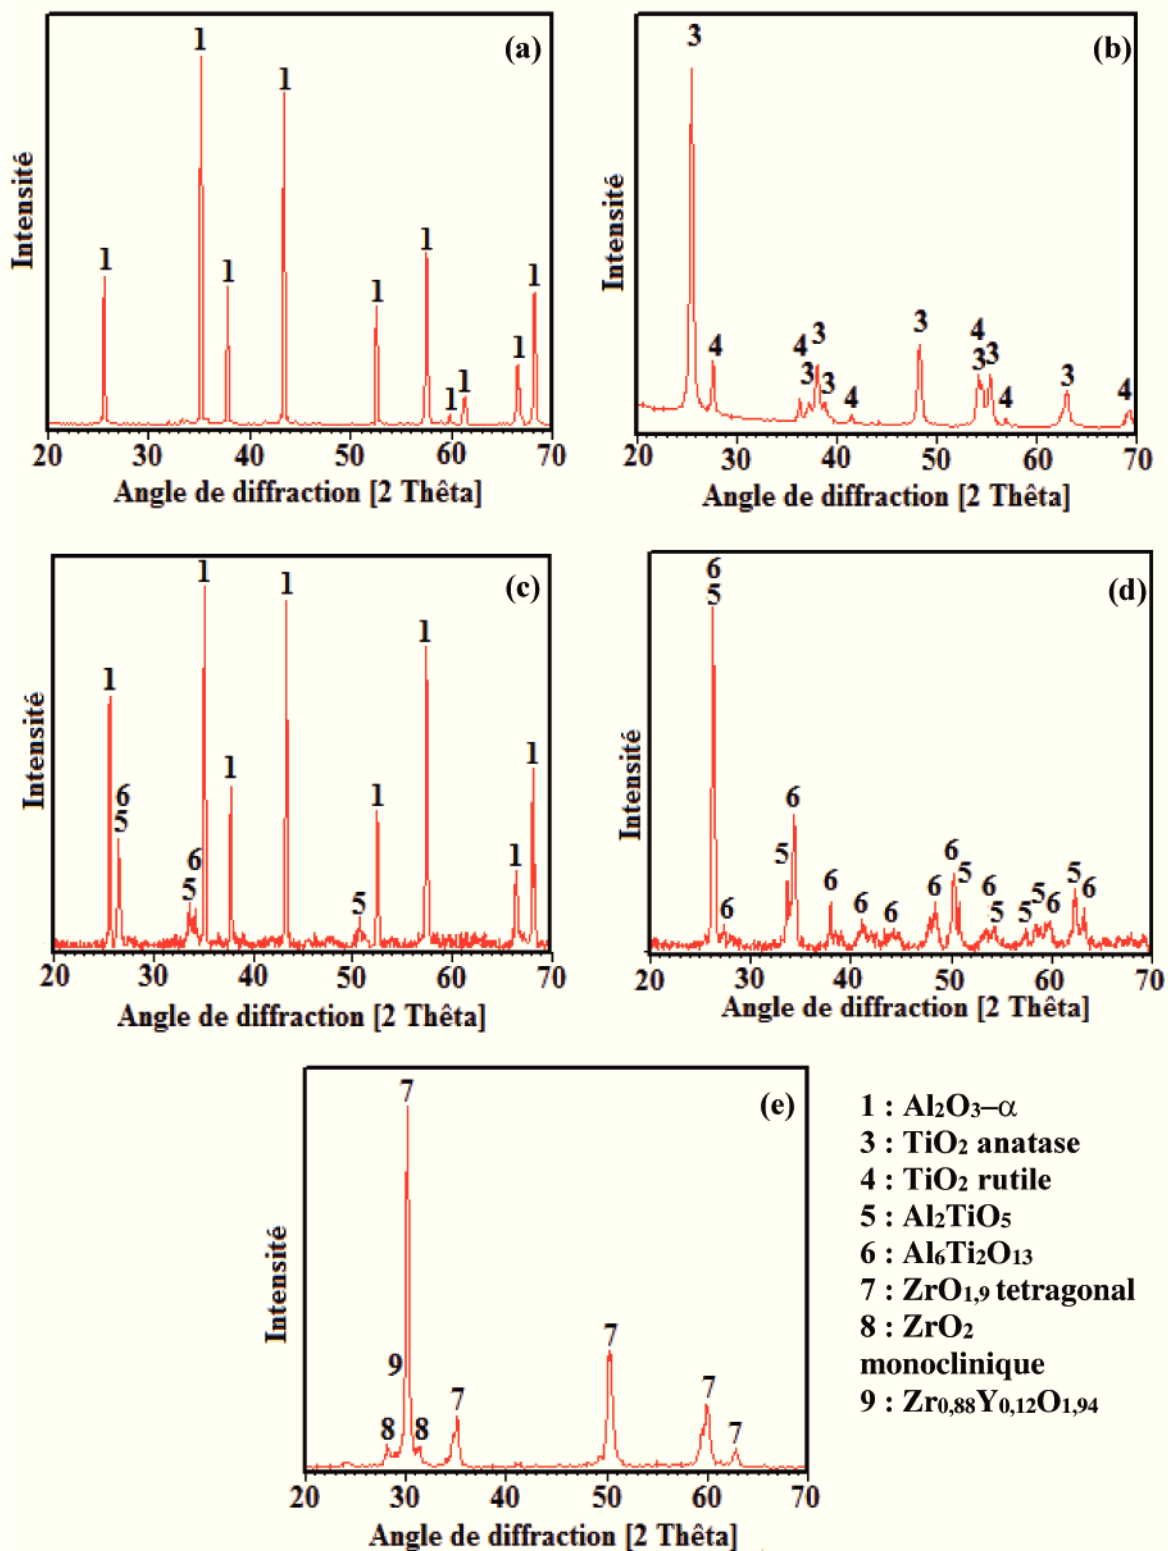 (a)
1
1
1
1
1
1
1
1
1
1
Intensité
20 30 40 50 60 70
Angle de diffraction [2 Thêta]
(b)
3
4
4
3
3
3
4
3
4
3
3
4
3
4
Intensité
20 30 40 50 60 70
Angle de diffraction [2 Thêta]
(c)
1
1
1
1
1
1
1
1
6
5
6
5
5
Intensité
20 30 40 50 60 70
Angle de diffraction [2 Thêta]
(d)
6
5
6
5
6
6
6
6
6
6
5
6
5
5
5
6
5
6
Intensité
20 30 40 50 60 70
Angle de diffraction [2 Thêta]
(e)
7
9
8
8
7
7
7
7
Intensité
20 30 40 50 60 70
Angle de diffraction [2 Thêta]
1 : Al₂O₃–α
3 : TiO₂ anatase
4 : TiO₂ rutile
5 : Al₂TiO₅
6 : Al₆Ti₂O₁₃
7 : ZrO₁,₉ tetragonal
8 : ZrO₂
monoclinique
9 : Zr₀,₈₈Y₀,₁₂O₁,₉₄